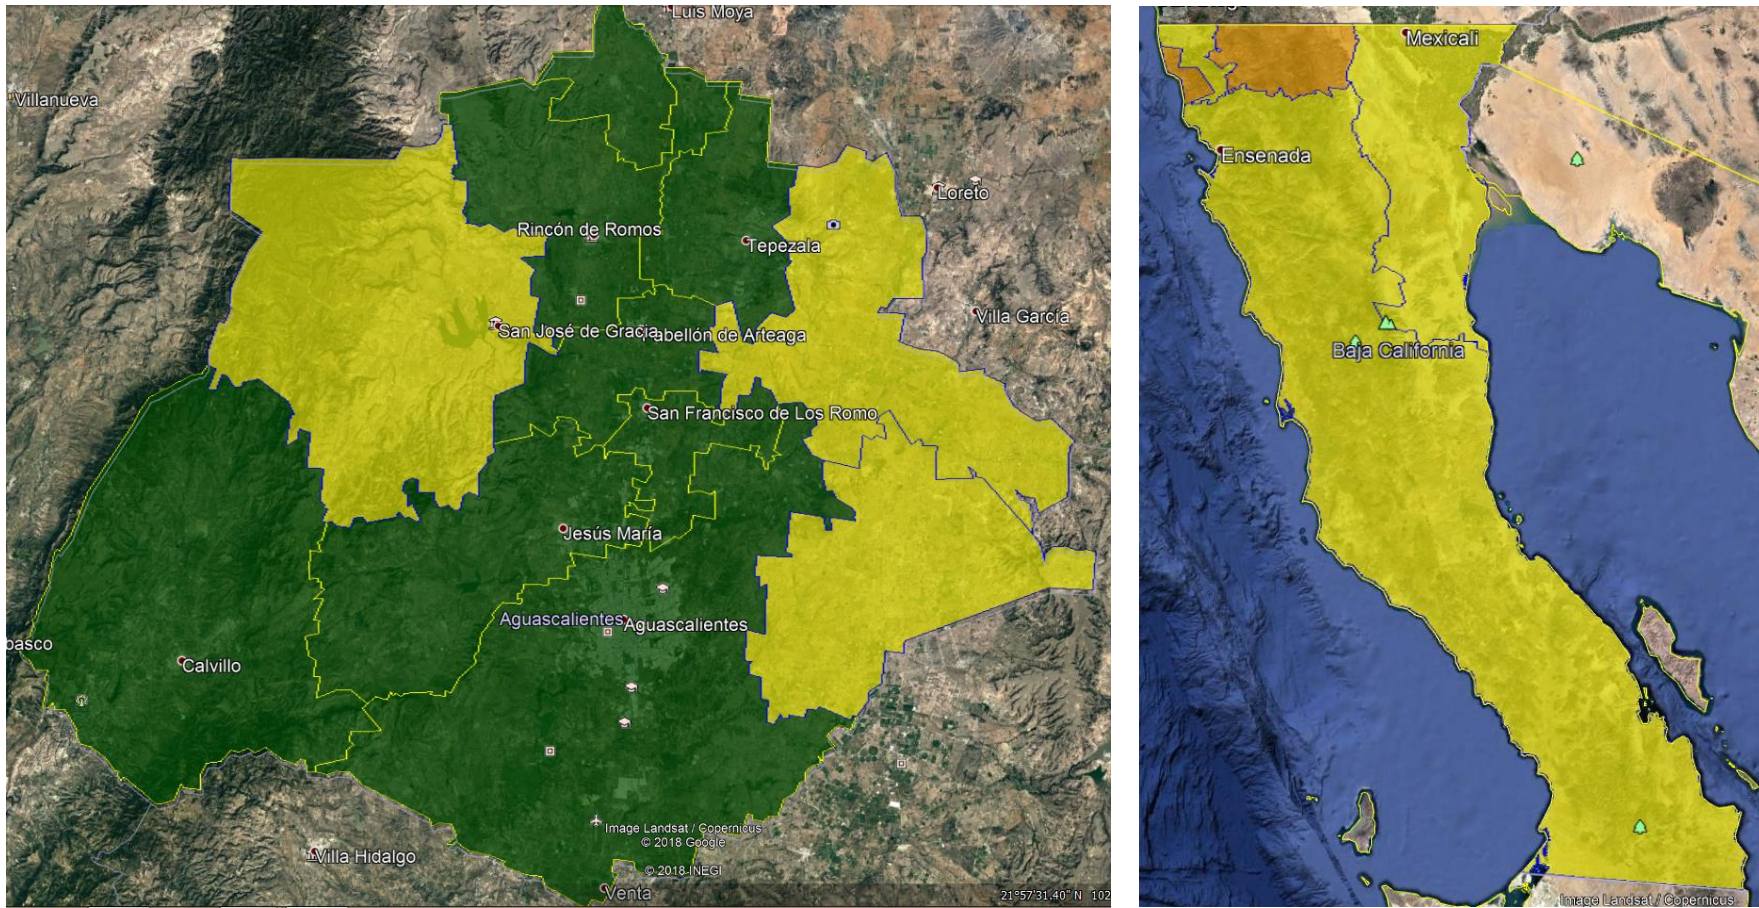 Luis Moya
Villanueva
Loreto
Rincón de Romos
Tepezala
Villa García
San José de Gracia
Pabellón de Arteaga
San Francisco de Los Romo
Jesús María
Aguascalientes
Aguascalientes
basco
Calvillo
Image Landsat / Copernicus
© 2018 Google
Villa Hidalgo
© 2018 INEGI
Venta
21°57'31.40" N 102
Mexicali
Ensenada
Baja California
Image Landsat / Copernicus